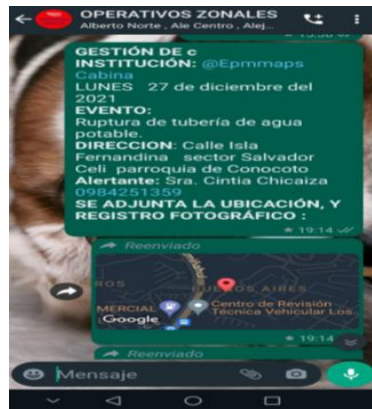 OPERATIVOS ZONALES
Alberto Norte , Ale Centro , Alej...
GESTIÓN DE c
INSTITUCIÓN: @Epmmaps
Cabina
LUNES 27 de diciembre del
2021
EVENTO:
Ruptura de tubería de agua
potable.
DIRECCION: Calle Isla
Fernandina sector Salvador
Celi parroquia de Conocoto
Alertante: Sra. Cintia Chicaiza
0984251359
SE ADJUNTA LA UBICACIÓN, Y
REGISTRO FOTOGRÁFICO :
19:14
Reenviado
ROS
AIRES
MERCIAL
Centro de Revisión
Técnica Vehicular Los...
Google
19:14
Reenviado
Mensaje